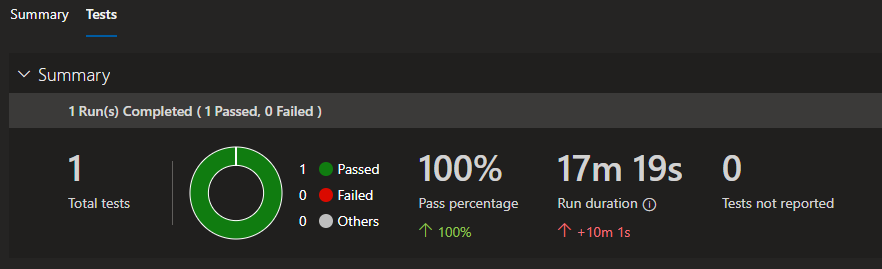 Summary Tests
Summary
1 Run(s) Completed ( 1 Passed, 0 Failed )
1
Total tests
1 Passed
0 Failed
0 Others
100%
Pass percentage
100%
17m 19s
Run duration
+10m 1s
0
Tests not reported